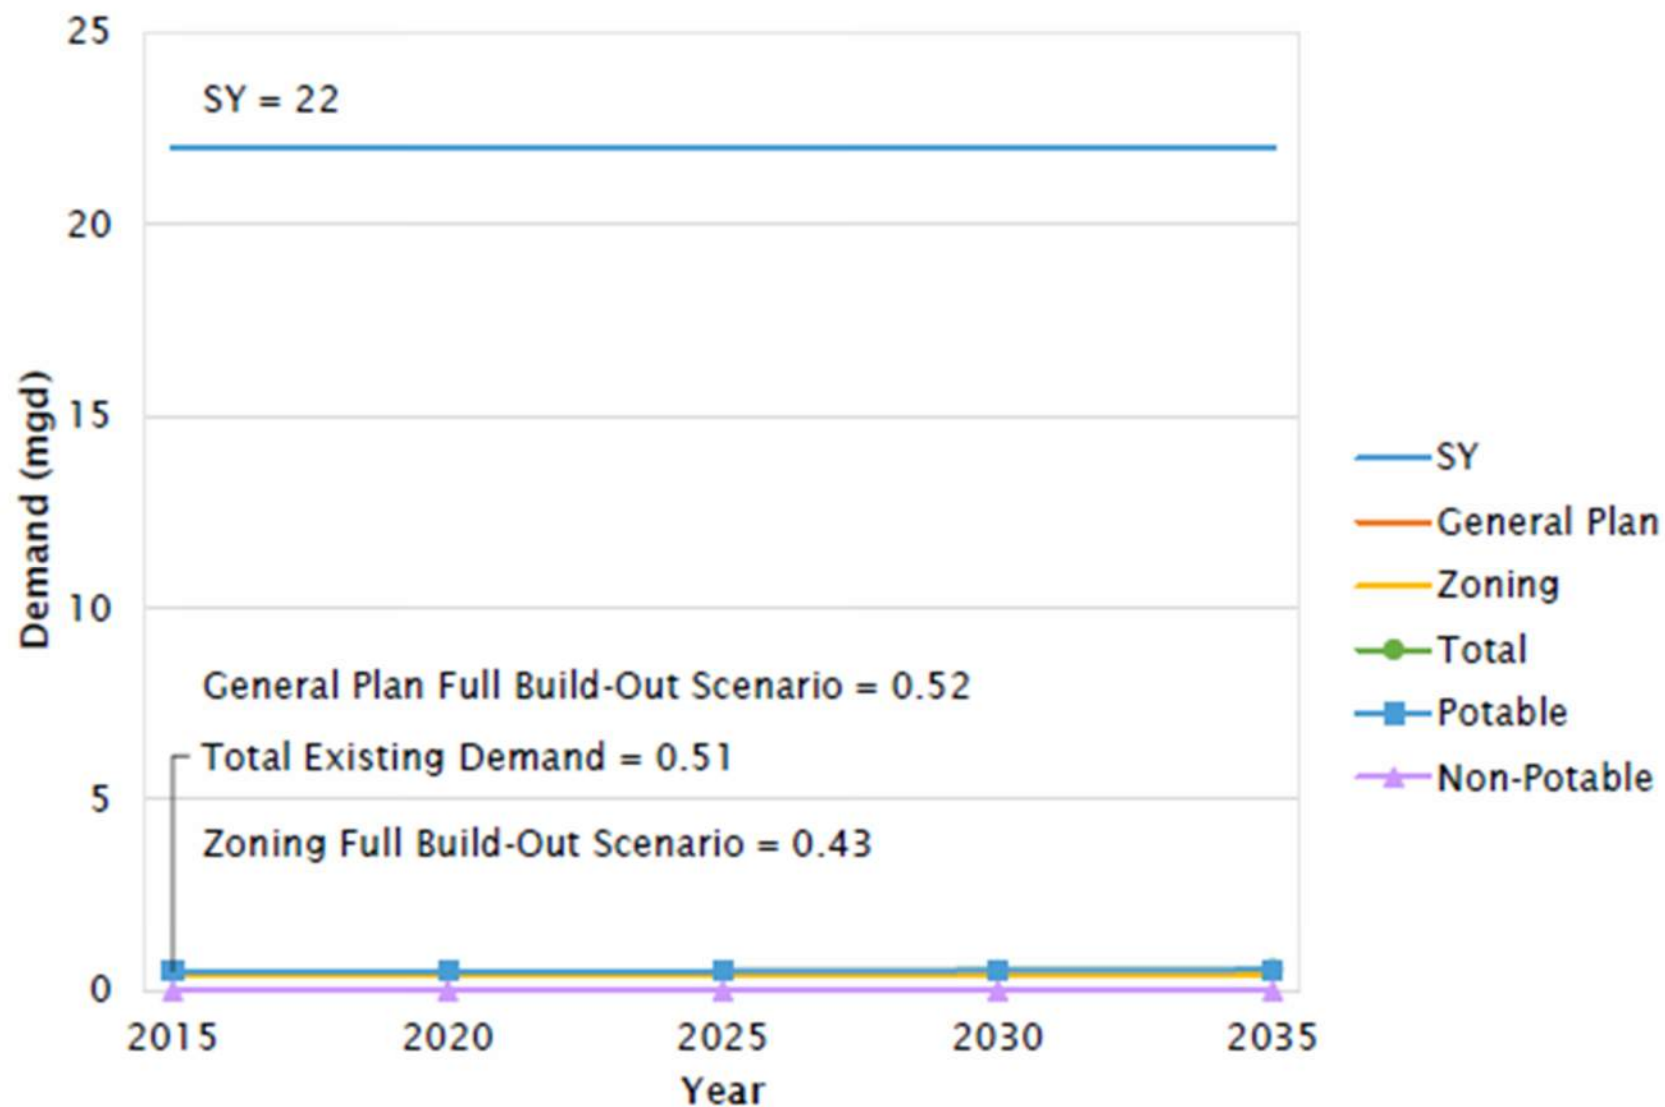 25
SY = 22
20
15
10
5
0
Demand (mgd)
General Plan Full Build-Out Scenario = 0.52
Total Existing Demand = 0.51
Zoning Full Build-Out Scenario = 0.43
2015 2020 2025 2030 2035
Year
SY
General Plan
Zoning
Total
Potable
Non-Potable